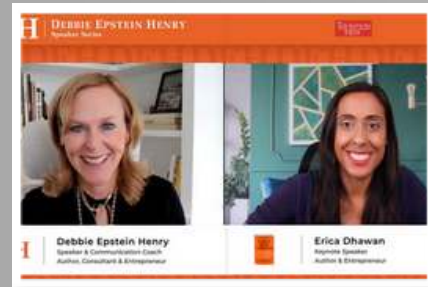 H
DEBBIE EPSTEIN HENRY
Speaker Series
H
Debbie Epstein Henry
Speaker & Communication Coach
Author, Consultant & Entrepreneur
Erica Dhawan
Keynote Speaker
Author & Entrepreneur